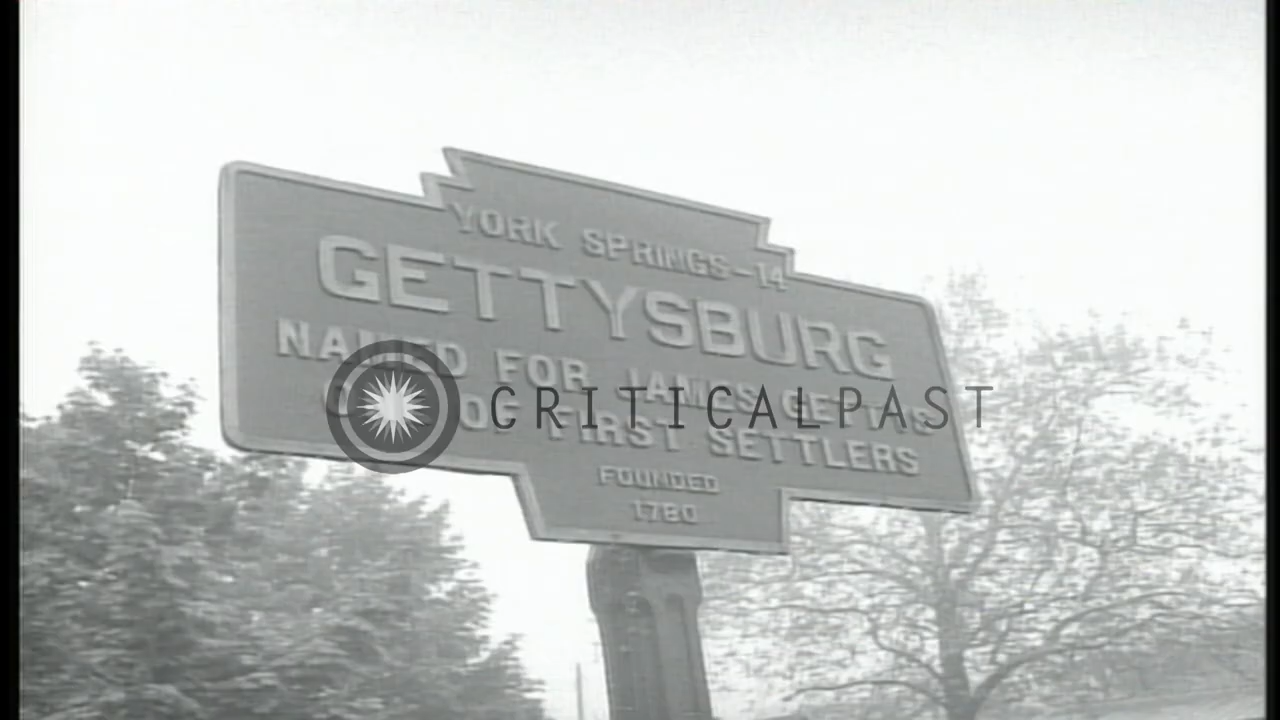 YORK SPRINGS-14
GETTYSBURG
NAMED FOR JAMES GETTYS
ONE OF FIRST SETTLERS
FOUNDED
1780
CRITICALPAST